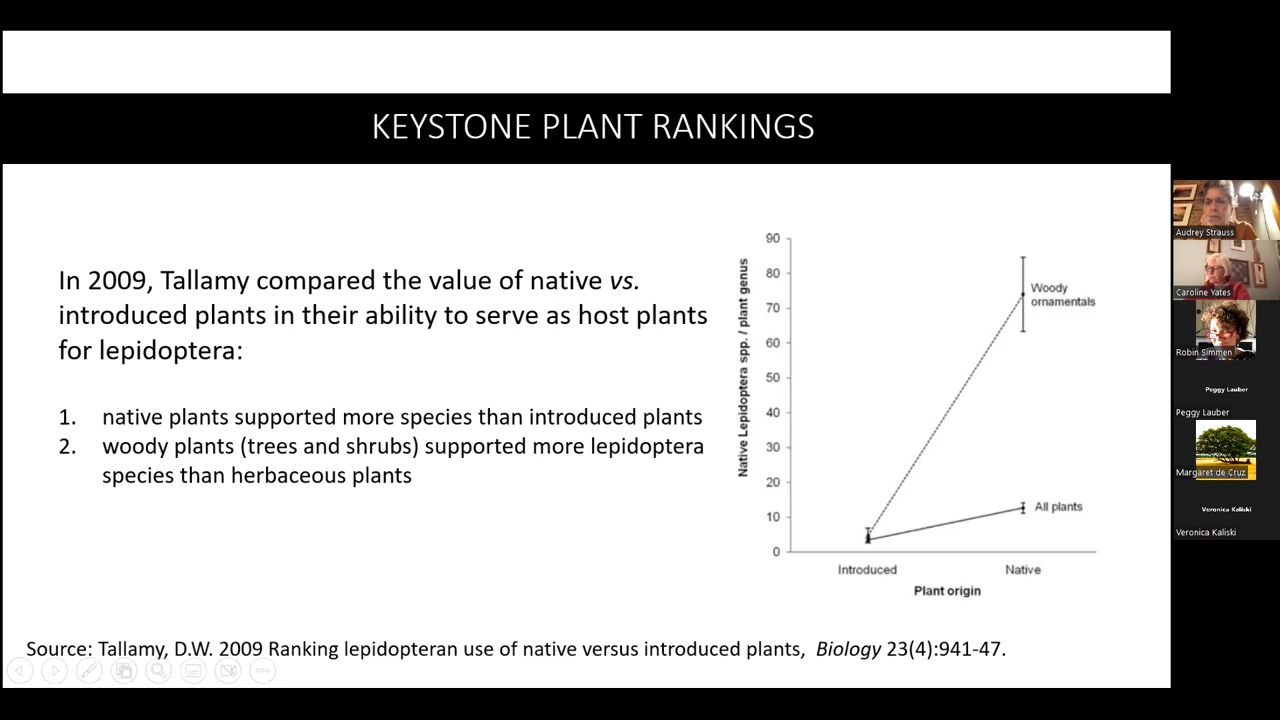 KEYSTONE PLANT RANKINGS
In 2009, Tallamy compared the value of native vs.
introduced plants in their ability to serve as host plants
for lepidoptera:
1. native plants supported more species than introduced plants
2. woody plants (trees and shrubs) supported more lepidoptera
species than herbaceous plants
Native Lepidoptera spp. / plant genus
90
80
70
60
50
40
30
20
10
0
Woody
ornamentals
All plants
Introduced
Native
Plant origin
Source: Tallamy, D.W. 2009 Ranking lepidopteran use of native versus introduced plants, Biology 23(4):941-47.
Audrey Strauss
Caroline Yates
Robin Simmen
Peggy Lauber
Peggy Lauber
Margaret de Cruz
Veronica Kaliski
Veronica Kaliski